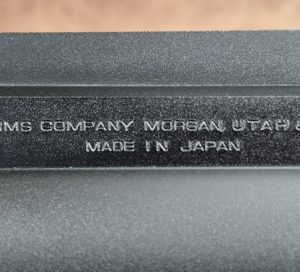 RMS COMPANY MORGAN, UTAH &
MADE IN JAPAN